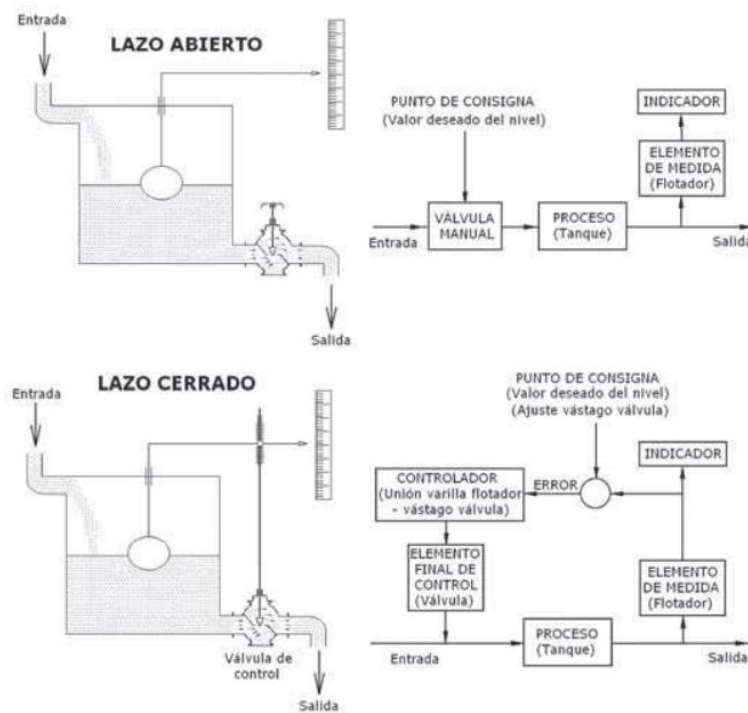 Entrada
LAZO ABIERTO
PUNTO DE CONSIGNA
(Valor deseado del nivel)
INDICADOR
ELEMENTO
DE MEDIDA
(Flotador)
VÁLVULA
MANUAL
PROCESO
(Tanque)
Entrada
Salida
Salida
LAZO CERRADO
Entrada
Válvula de
control
Salida
PUNTO DE CONSIGNA
(Valor deseado del nivel)
(Ajuste vástago válvula)
INDICADOR
CONTROLADOR
(Unión varilla flotador
- vástago válvula)
ERROR
ELEMENTO
FINAL DE
CONTROL
(Válvula)
ELEMENTO
DE MEDIDA
(Flotador)
PROCESO
(Tanque)
Entrada
Salida